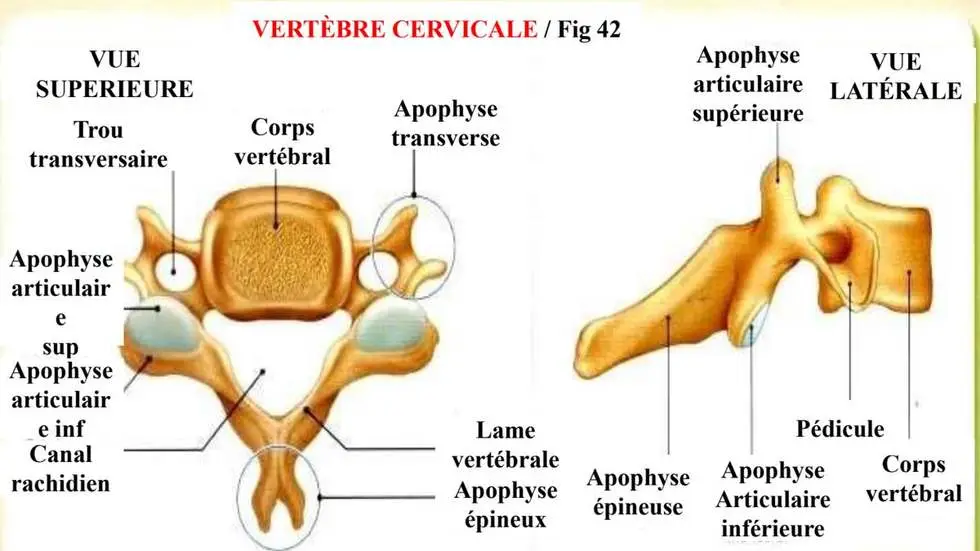 VERTÈBRE CERVICALE / Fig 42
VUE
SUPERIEURE
Trou
transversaire
Corps
vertébral
Apophyse
transverse
Apophyse
articulair
e
sup
Apophyse
articulair
e inf
Canal
rachidien
Lame
vertébrale
Apophyse
épineux
Apophyse
articulaire
supérieure
VUE
LATÉRALE
Apophyse
épineuse
Apophyse
Articulaire
inférieure
Pédicule
Corps
vertébral